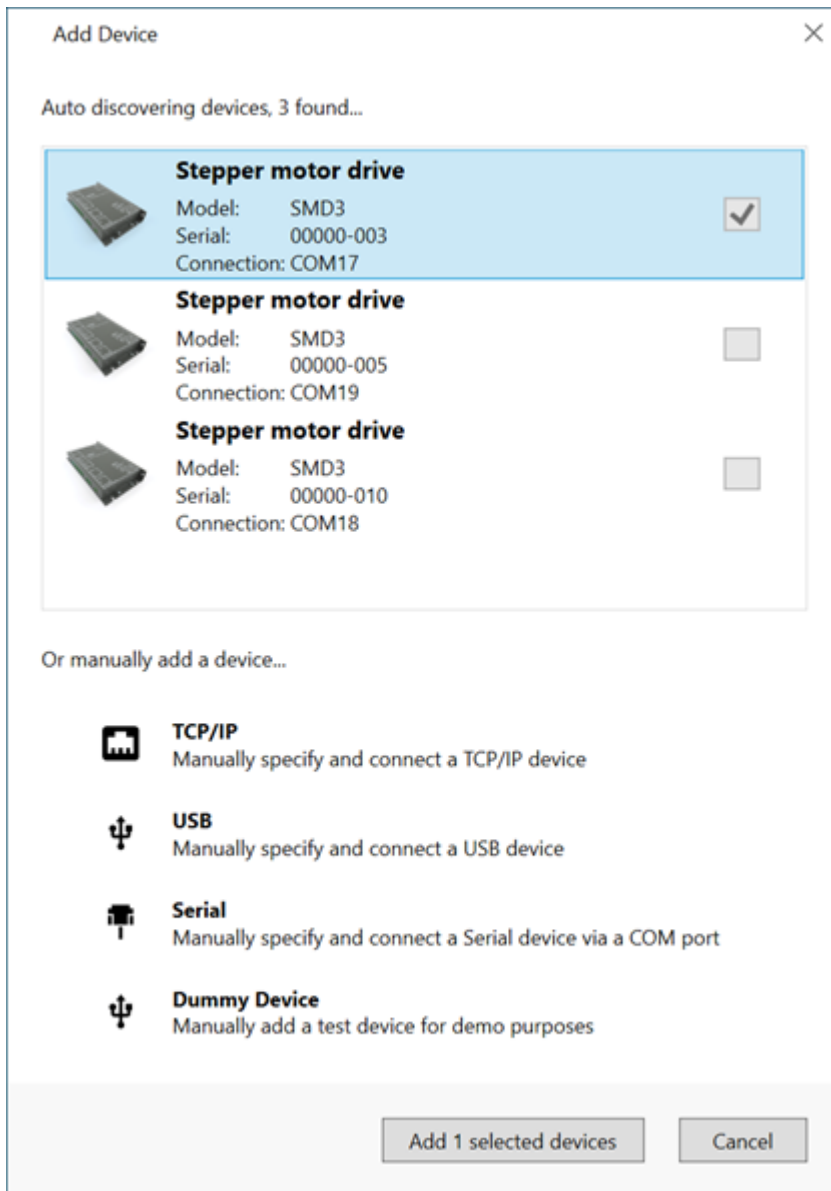 Add Device
Auto discovering devices, 3 found...
Stepper motor drive
Model: SMD3
Serial: 00000-003
Connection: COM17
Stepper motor drive
Model: SMD3
Serial: 00000-005
Connection: COM19
Stepper motor drive
Model: SMD3
Serial: 00000-010
Connection: COM18
Or manually add a device...
TCP/IP
Manually specify and connect a TCP/IP device
USB
Manually specify and connect a USB device
Serial
Manually specify and connect a Serial device via a COM port
Dummy Device
Manually add a test device for demo purposes
Add 1 selected devices Cancel